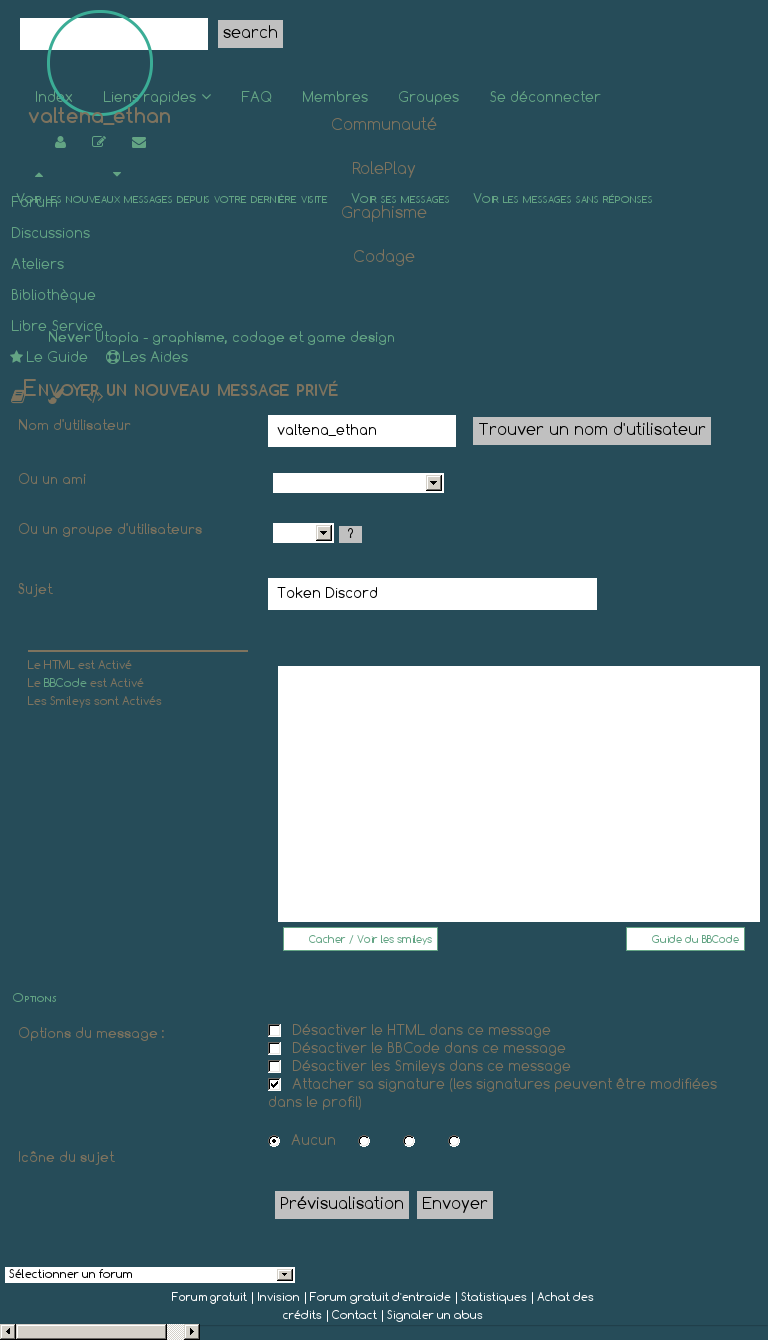 search
Index Liens rapides FAQ Membres Groupes Se déconnecter
valtena_ethan
Communauté
RolePlay
Voir les nouveaux messages depuis votre dernière visite Voir ses messages Voir les messages sans réponses
Forum
Graphisme
Discussions
Codage
Ateliers
Bibliothèque
Libre Service
Never Utopia - graphisme, codage et game design
Le Guide Les Aides
Envoyer un nouveau message privé
Nom d'utilisateur valtena_ethan Trouver un nom d'utilisateur
Ou un ami
Ou un groupe d'utilisateurs ?
Sujet Token Discord
Le HTML est Activé
Le BBCode est Activé
Les Smileys sont Activés
Cacher / Voir les smileys Guide du BBCode
Options
Options du message : Désactiver le HTML dans ce message
Désactiver le BBCode dans ce message
Désactiver les Smileys dans ce message
Attacher sa signature (les signatures peuvent être modifiées
dans le profil)
Aucun
Icône du sujet
Prévisualisation Envoyer
Sélectionner un forum
Forum gratuit | Invision | Forum gratuit d'entraide | Statistiques | Achat des
crédits | Contact | Signaler un abus